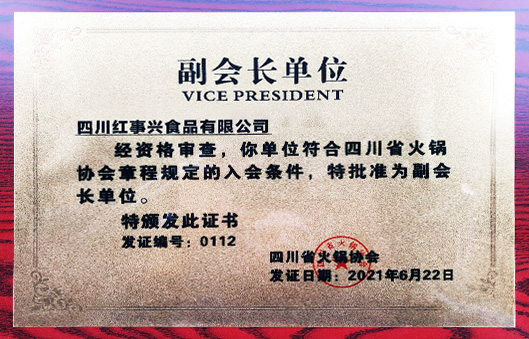 副会长单位
VICE PRESIDENT
四川红事兴食品有限公司
经资格审查，你单位符合四川省火锅
协会章程规定的入会条件，特批准为副会
长单位。
特颁发此证书
发证编号：0112
四川省火锅协会
发证日期：2021年6月22日